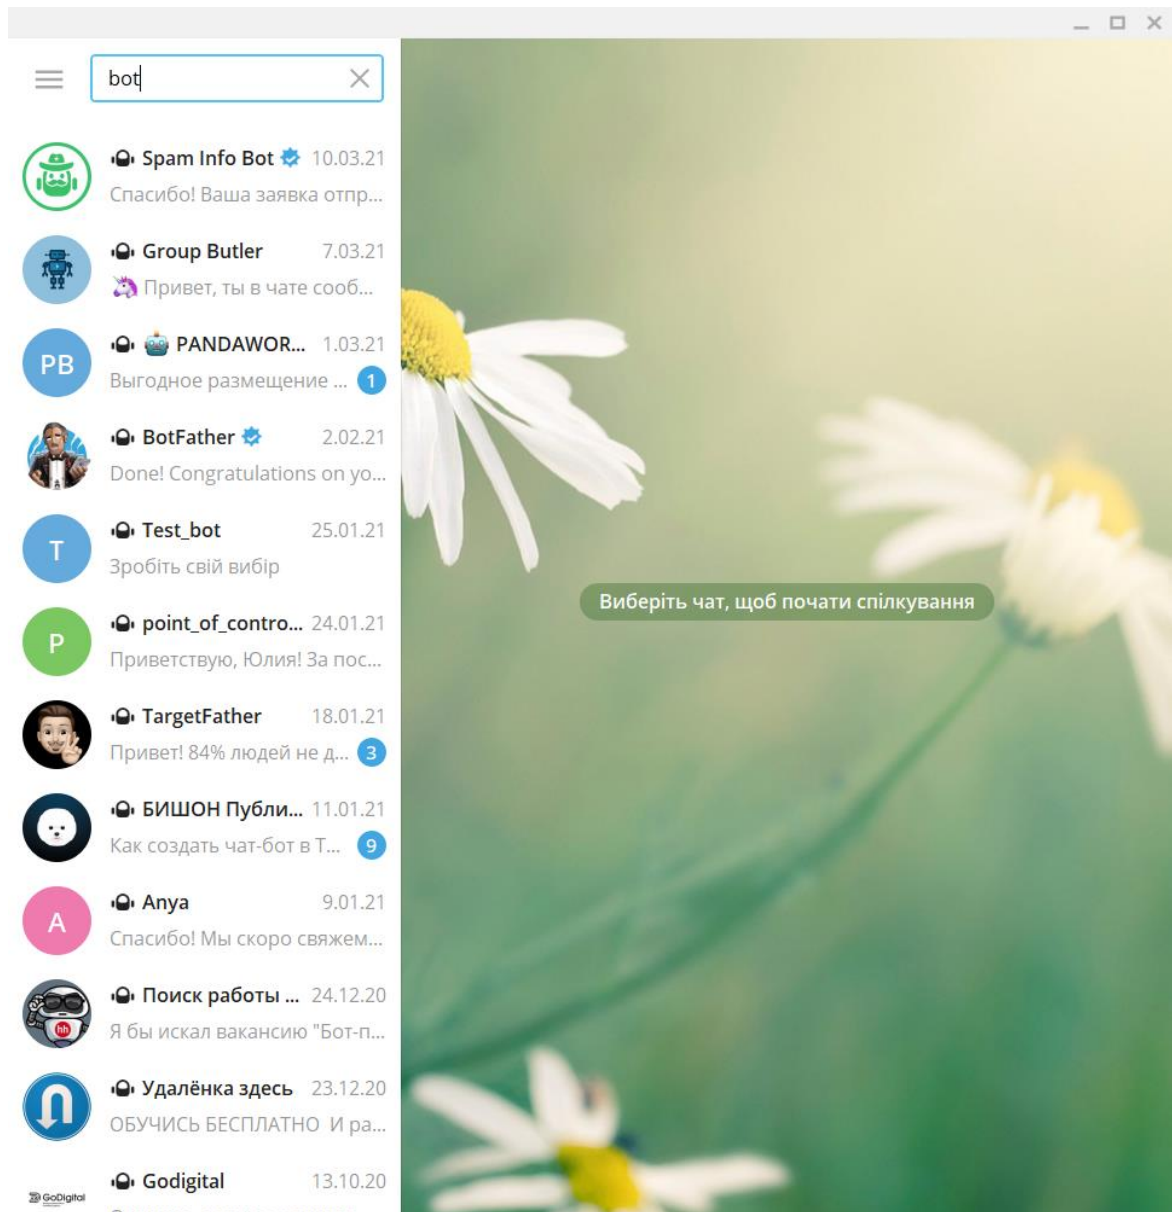 bot
Spam Info Bot 10.03.21
Спасибо! Ваша заявка отпр...
Group Butler 7.03.21
🦄 Привет, ты в чате сооб...
PB
🤖 PANDAWOR... 1.03.21
Выгодное размещение ... 1
BotFather 2.02.21
Done! Congratulations on yo...
T
Test_bot 25.01.21
Зробіть свій вибір
P
point_of_contro... 24.01.21
Приветствую, Юлия! За пос...
TargetFather 18.01.21
Привет! 84% людей не д... 3
БИШОН Публи... 11.01.21
Как создать чат-бот в Т... 9
A
Anya 9.01.21
Спасибо! Мы скоро свяжем...
hh
Поиск работы ... 24.12.20
Я бы искал вакансию "Бот-п...
Удалёнка здесь 23.12.20
ОБУЧИСЬ БЕСПЛАТНО И ра...
GoDigital
Godigital 13.10.20
Виберіть чат, щоб почати спілкування